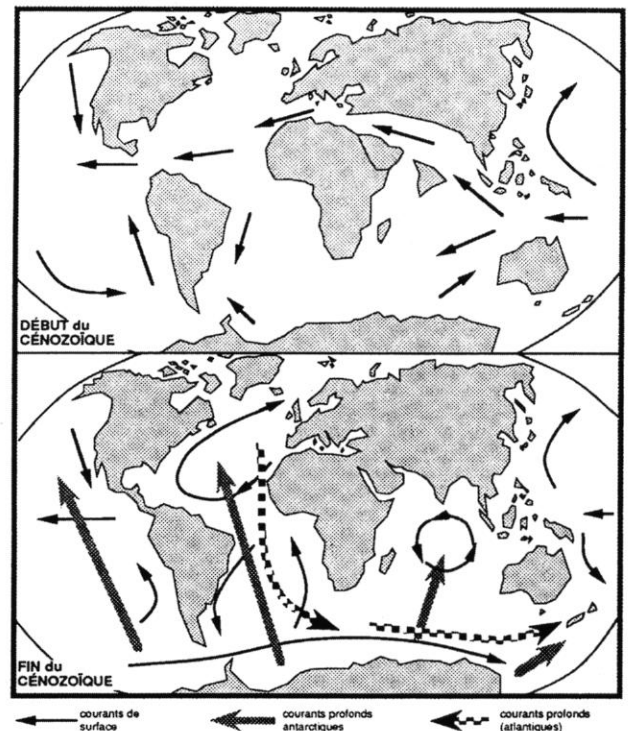 DÉBUT du
CÉNOZOÏQUE
FIN du
CÉNOZOÏQUE
courants de
surface
courants profonds
antarctiques
courants profonds
(atlantiques)